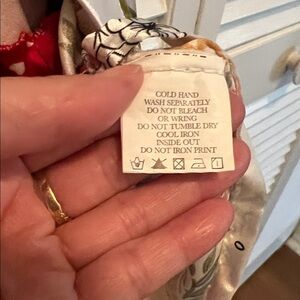 COLD HAND
WASH SEPARATELY
DO NOT BLEACH
OR WRING
DO NOT TUMBLE DRY
COOL IRON
INSIDE OUT
DO NOT IRON PRINT